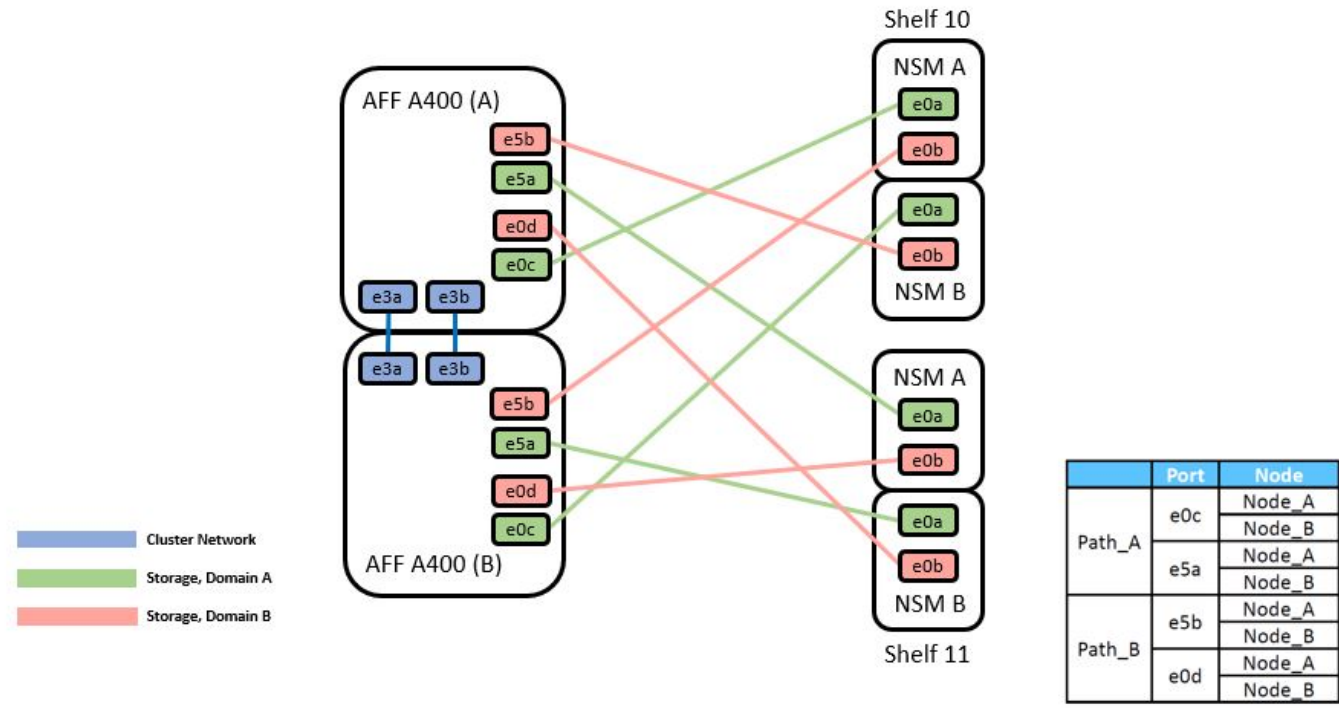 Shelf 10
NSM A
e0a
e0b
e0a
e0b
NSM B
AFF A400 (A)
e5b
e5a
e0d
e0c
e3a e3b
e3a e3b
e5b
e5a
e0d
e0c
AFF A400 (B)
NSM A
e0a
e0b
e0a
e0b
NSM B
Shelf 11
Cluster Network
Storage, Domain A
Storage, Domain B
Port Node
Path_A e0c Node_A
Node_B
e5a Node_A
Node_B
Path_B e5b Node_A
Node_B
e0d Node_A
Node_B